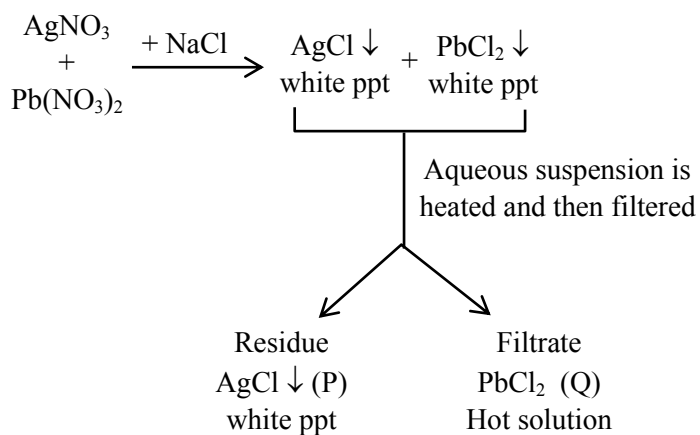 AgNO₃
+
Pb(NO₃)₂
+ NaCl
AgCl ↓ + PbCl₂ ↓
white ppt white ppt
Aqueous suspension is
heated and then filtered
Residue
AgCl ↓ (P)
white ppt
Filtrate
PbCl₂ (Q)
Hot solution